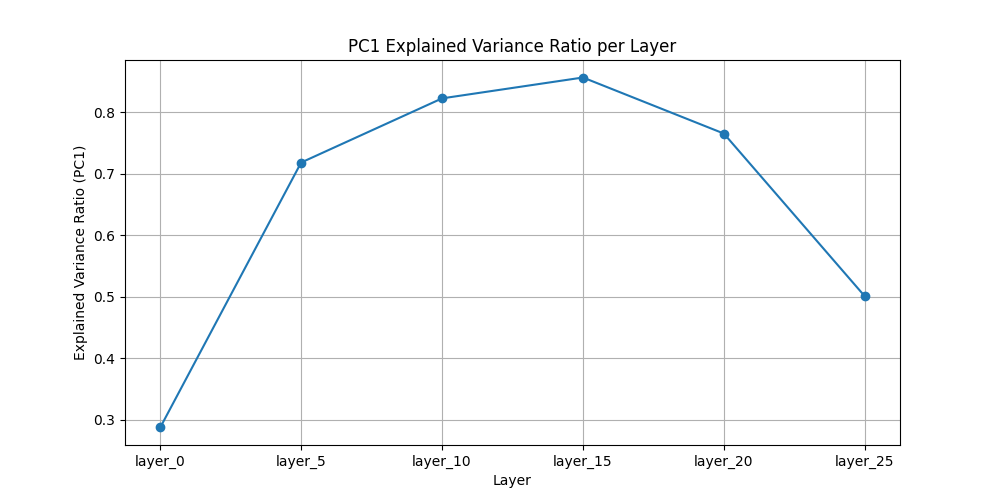 PC1 Explained Variance Ratio per Layer
Explained Variance Ratio (PC1)
0.8
0.7
0.6
0.5
0.4
0.3
layer_0
layer_5
layer_10
layer_15
layer_20
layer_25
Layer